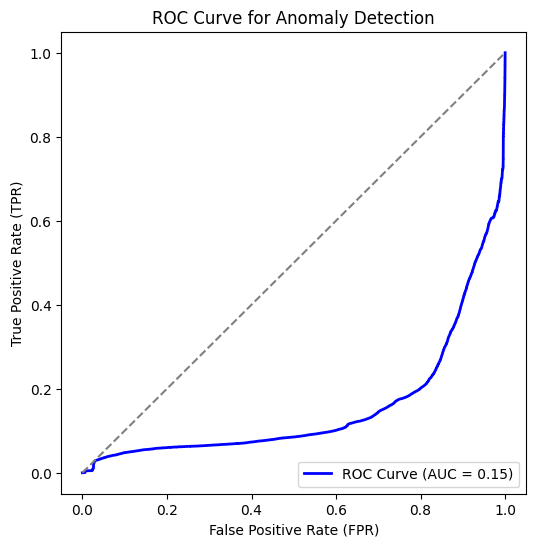 ROC Curve for Anomaly Detection
True Positive Rate (TPR)
1.0
0.8
0.6
0.4
0.2
0.0
ROC Curve (AUC = 0.15)
0.0 0.2 0.4 0.6 0.8 1.0
False Positive Rate (FPR)